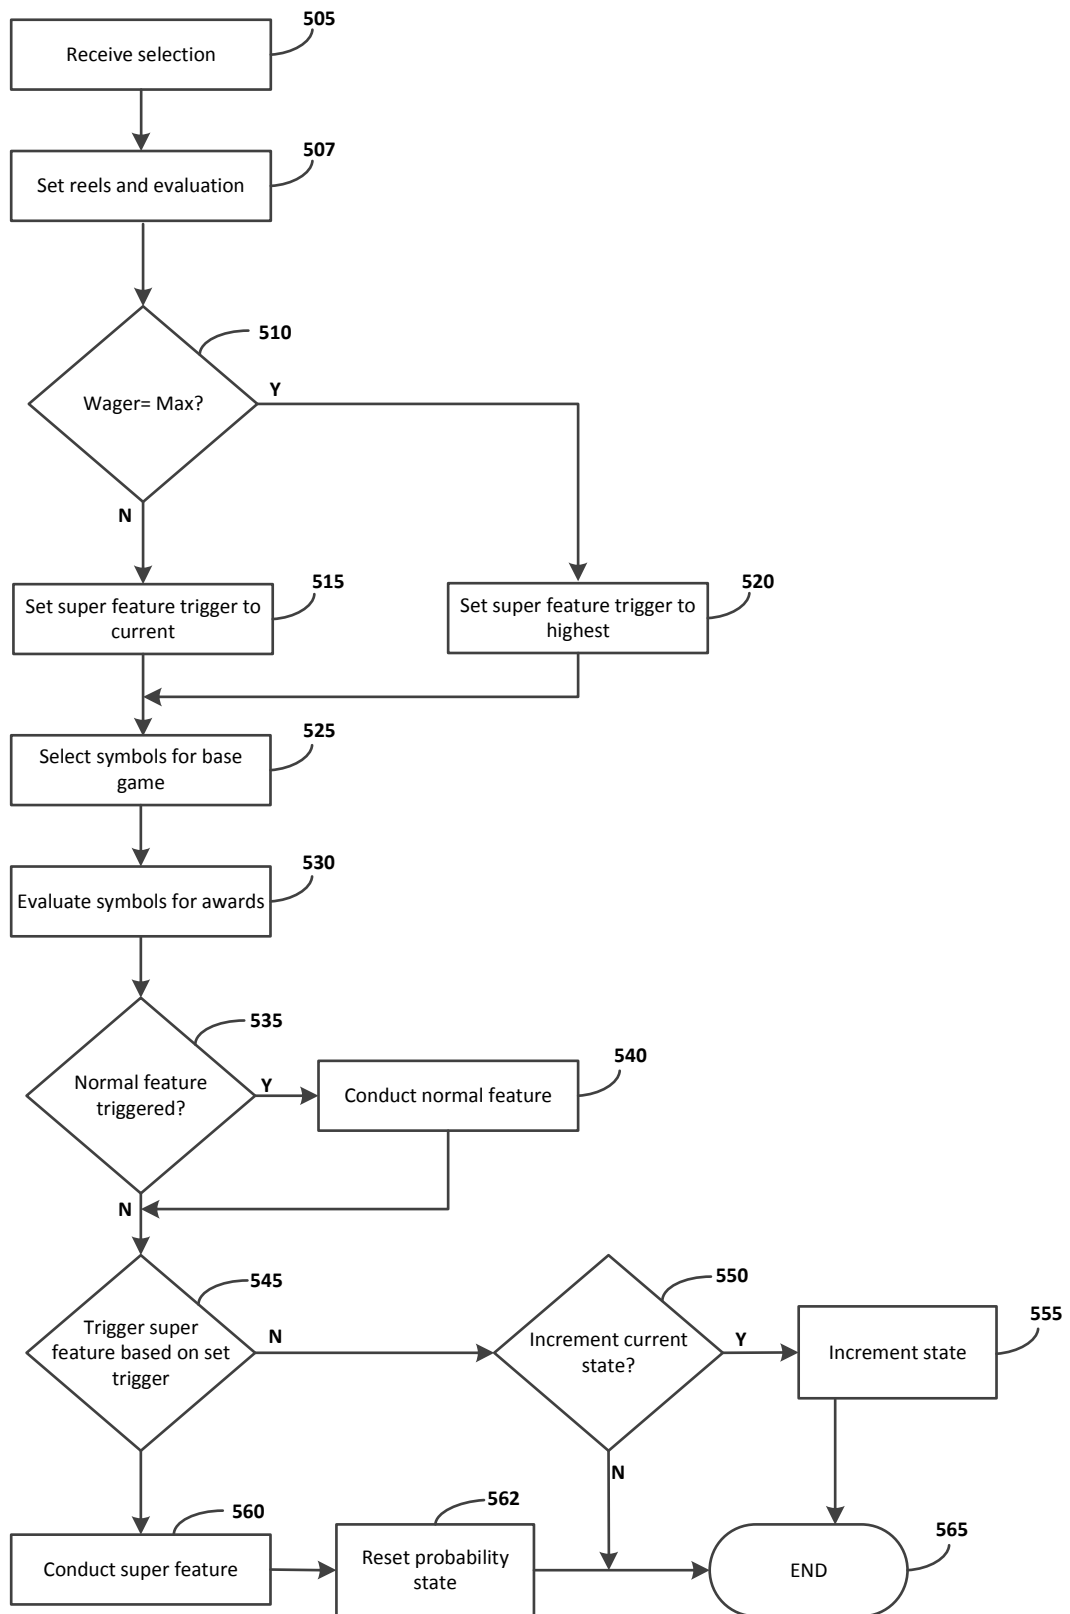 505
Receive selection
507
Set reels and evaluation
510
Wager= Max?
Y
N
515
Set super feature trigger to
current
520
Set super feature trigger to
highest
525
Select symbols for base
game
530
Evaluate symbols for awards
535
Normal feature
triggered?
Y
540
Conduct normal feature
N
545
Trigger super
feature based on set
trigger
N
550
Increment current
state?
Y
555
Increment state
N
560
Conduct super feature
562
Reset probability
state
565
END